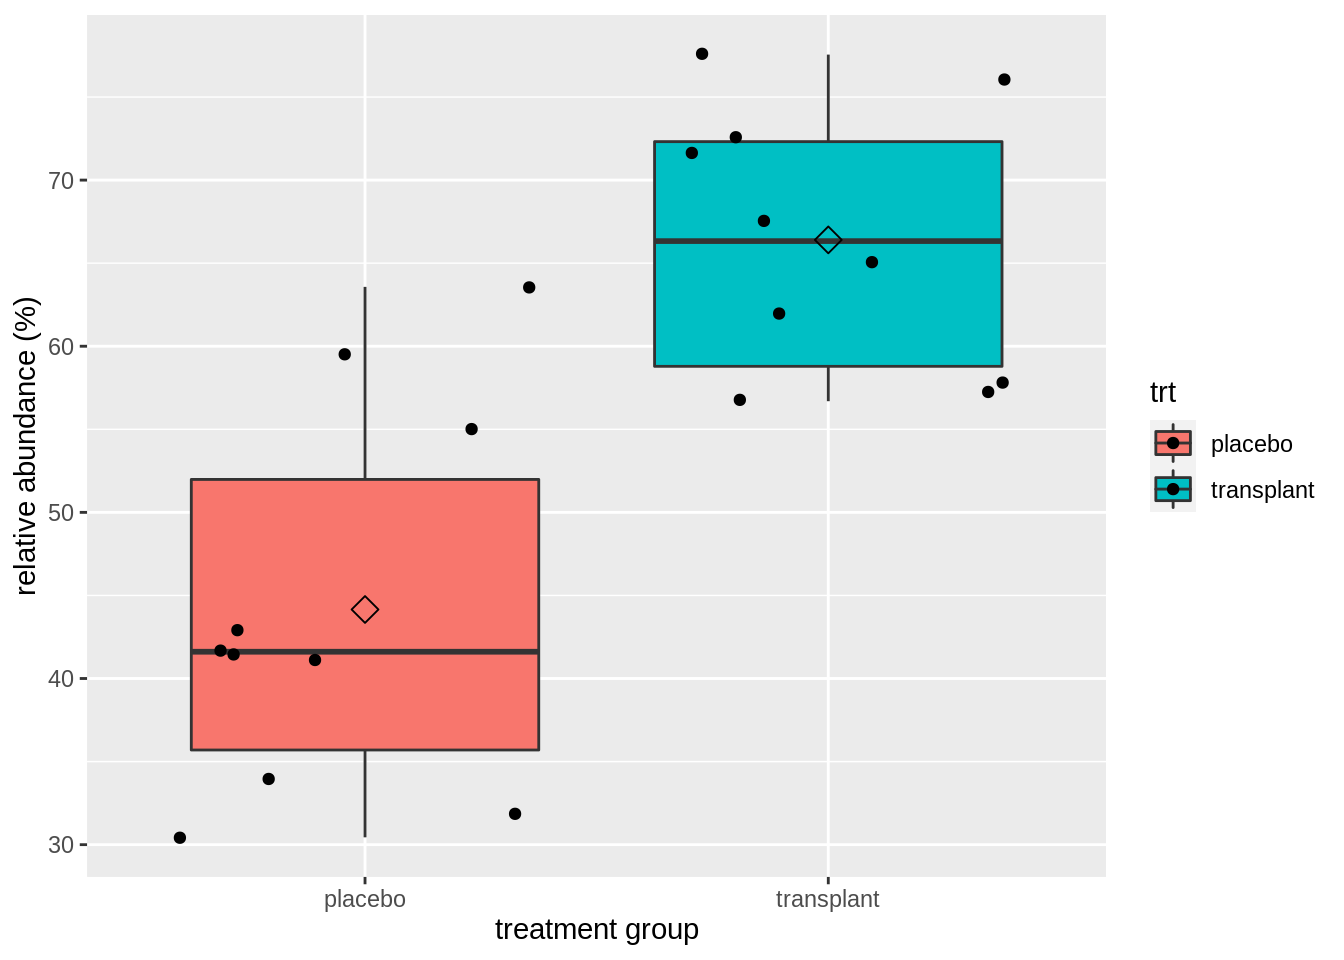 relative abundance (%)
70
60
50
40
30
placebo
transplant
treatment group
trt
placebo
transplant